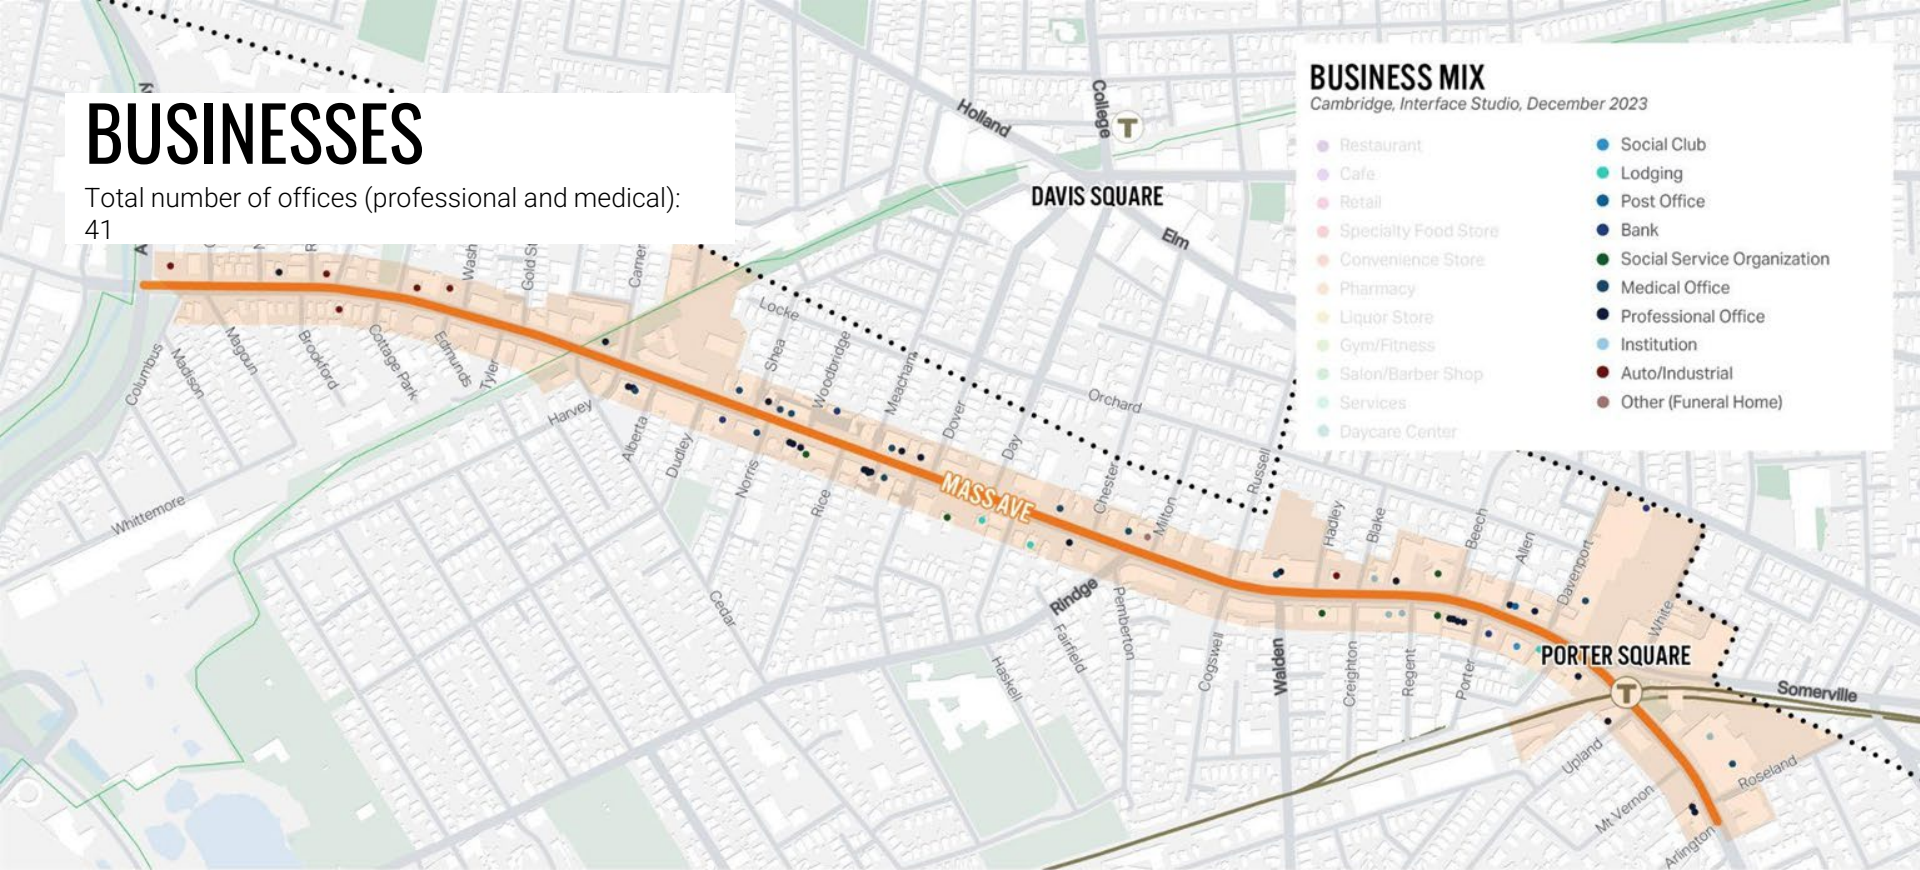 BUSINESSES
Total number of offices (professional and medical):
41
BUSINESS MIX
Cambridge, Interface Studio, December 2023
Restaurant
Cafe
Retail
Specialty Food Store
Convenience Store
Pharmacy
Liquor Store
Gym/Fitness
Salon/Barber Shop
Services
Daycare Center
Social Club
Lodging
Post Office
Bank
Social Service Organization
Medical Office
Professional Office
Institution
Auto/Industrial
Other (Funeral Home)
Holland
College
T
DAVIS SQUARE
Elm
Wash
Gold St
Camer
Locke
Shea
Woodbridge
Meacham
Dover
Day
Orchard
Chester
Milton
Russell
Hadley
Blake
Beech
Allen
Davenport
White
Columbus
Madison
Magoun
Brookford
Cottage Park
Edmunds
Tyler
Harvey
Alberta
Dudley
Norris
Rice
MASS AVE
Whittemore
Cedar
Rindge
Fairfield
Pemberton
Haskell
Cogswell
Walden
Creighton
Regent
Porter
PORTER SQUARE
T
Somerville
Upland
Mt Vernon
Roseland
Arlington